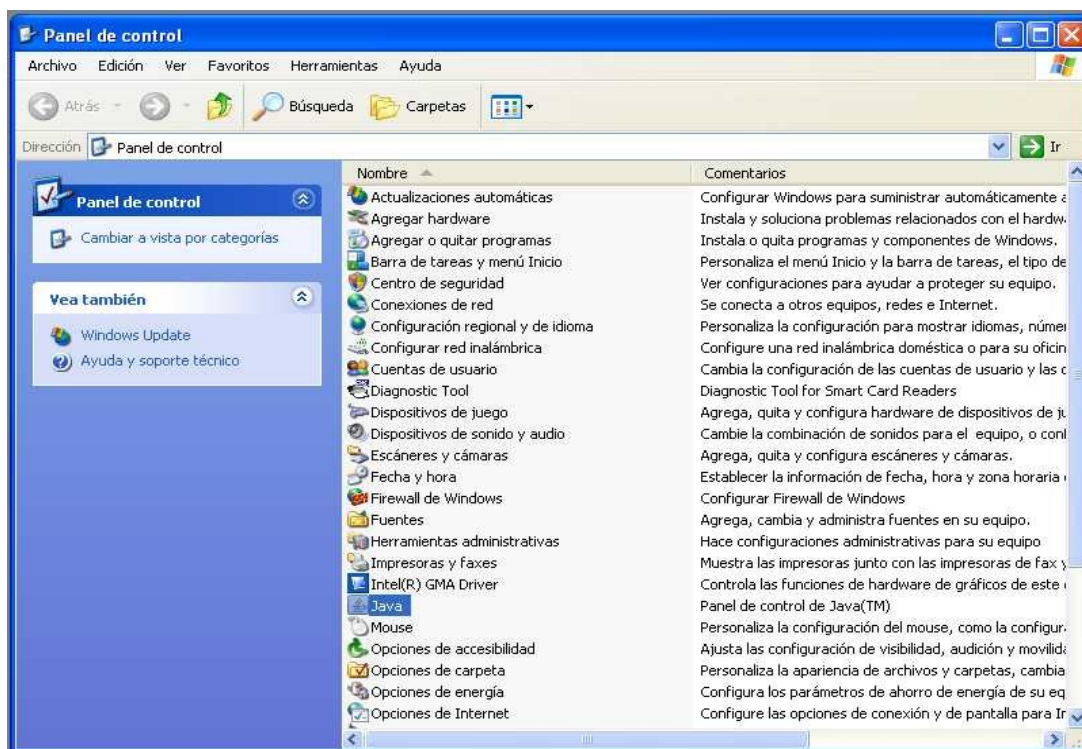 Panel de control
Archivo Edición Ver Favoritos Herramientas Ayuda
Atrás Búsqueda Carpetas
Dirección Panel de control Ir
Panel de control
Cambiar a vista por categorías
Vea también
Windows Update
Ayuda y soporte técnico
Nombre Comentarios
Actualizaciones automáticas Configurar Windows para suministrar automáticamente
Agregar hardware Instala y soluciona problemas relacionados con el
Agregar o quitar programas Instala o quita programas y componentes de Windows.
Barra de tareas y menú Inicio Personaliza el menú Inicio y la barra de tareas, el tipo de
Centro de seguridad Ver configuraciones para ayudar a proteger su equipo.
Conexiones de red Se conecta a otros equipos, redes e Internet.
Configuración regional y de idioma Personaliza la configuración para mostrar idiomas,
Configurar red inalámbrica Configure una red inalámbrica doméstica o para su
Cuentas de usuario Cambia la configuración de las cuentas de usuario y las
Diagnostic Tool Diagnostic Tool for Smart Card Readers
Dispositivos de juego Agrega, quita y configura hardware de dispositivos de
Dispositivos de sonido y audio Cambie la combinación de sonidos para el equipo, o
Escáneres y cámaras Agrega, quita y configura escáneres y cámaras.
Fecha y hora Establecer la información de fecha, hora y zona horaria
Firewall de Windows Configurar Firewall de Windows
Fuentes Agrega, cambia y administra fuentes en su equipo.
Herramientas administrativas Hace configuraciones administrativas para su equipo
Impresoras y faxes Muestra las impresoras junto con las impresoras de fax y
Intel(R) GMA Driver Controla las funciones de hardware de gráficos de este
Java Panel de control de Java(TM)
Mouse Personaliza la configuración del mouse, como la
Opciones de accesibilidad Ajusta las configuración de visibilidad, audición y
Opciones de carpeta Personaliza la apariencia de archivos y carpetas, cambia
Opciones de energía Configura los parámetros de ahorro de energía de su
Opciones de Internet Configure las opciones de conexión y de pantalla para